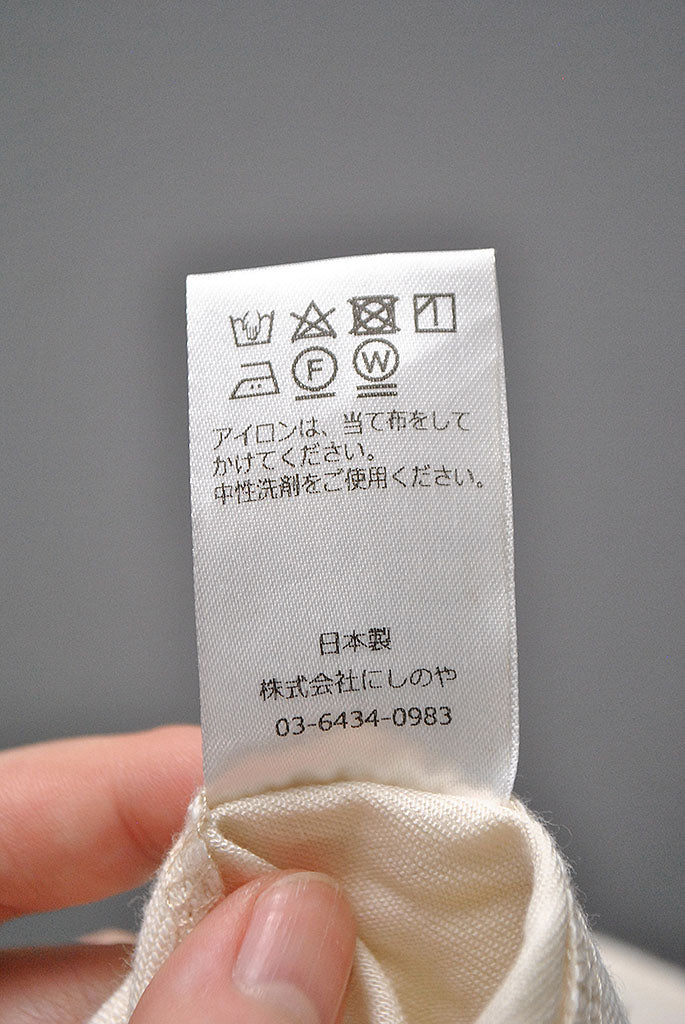 F W
アイロンは、当て布をして
かけてください。
中性洗剤をご使用ください。
日本製
株式会社にしのや
03-6434-0983